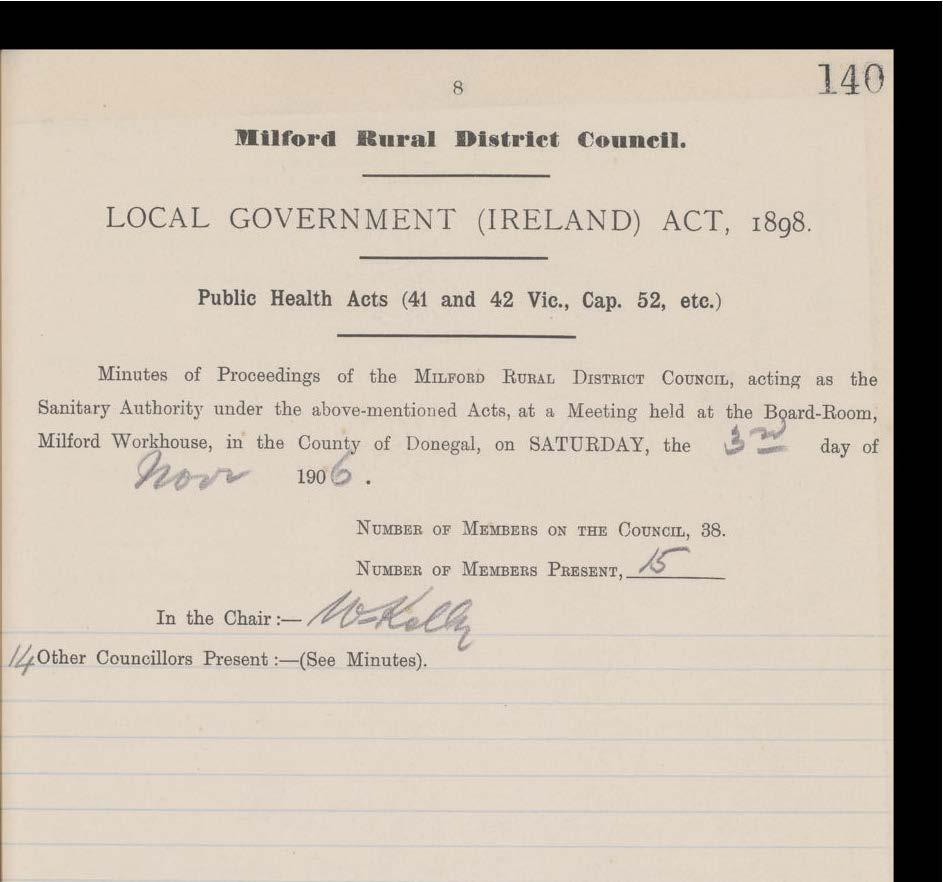 140
8
Milford Rural District Council.
LOCAL GOVERNMENT (IRELAND) ACT, 1898.
Public Health Acts (41 and 42 Vic., Cap. 52, etc.)
Minutes of Proceedings of the MILFORD RURAL DISTRICT COUNCIL, acting as the
Sanitary Authority under the above-mentioned Acts, at a Meeting held at the Board-Room,
Milford Workhouse, in the County of Donegal, on SATURDAY, the 3rd day of
Novr 1906.
NUMBER OF MEMBERS ON THE COUNCIL, 38.
NUMBER OF MEMBERS PRESENT, 15
In the Chair:— W Kelly
14 Other Councillors Present:—(See Minutes).